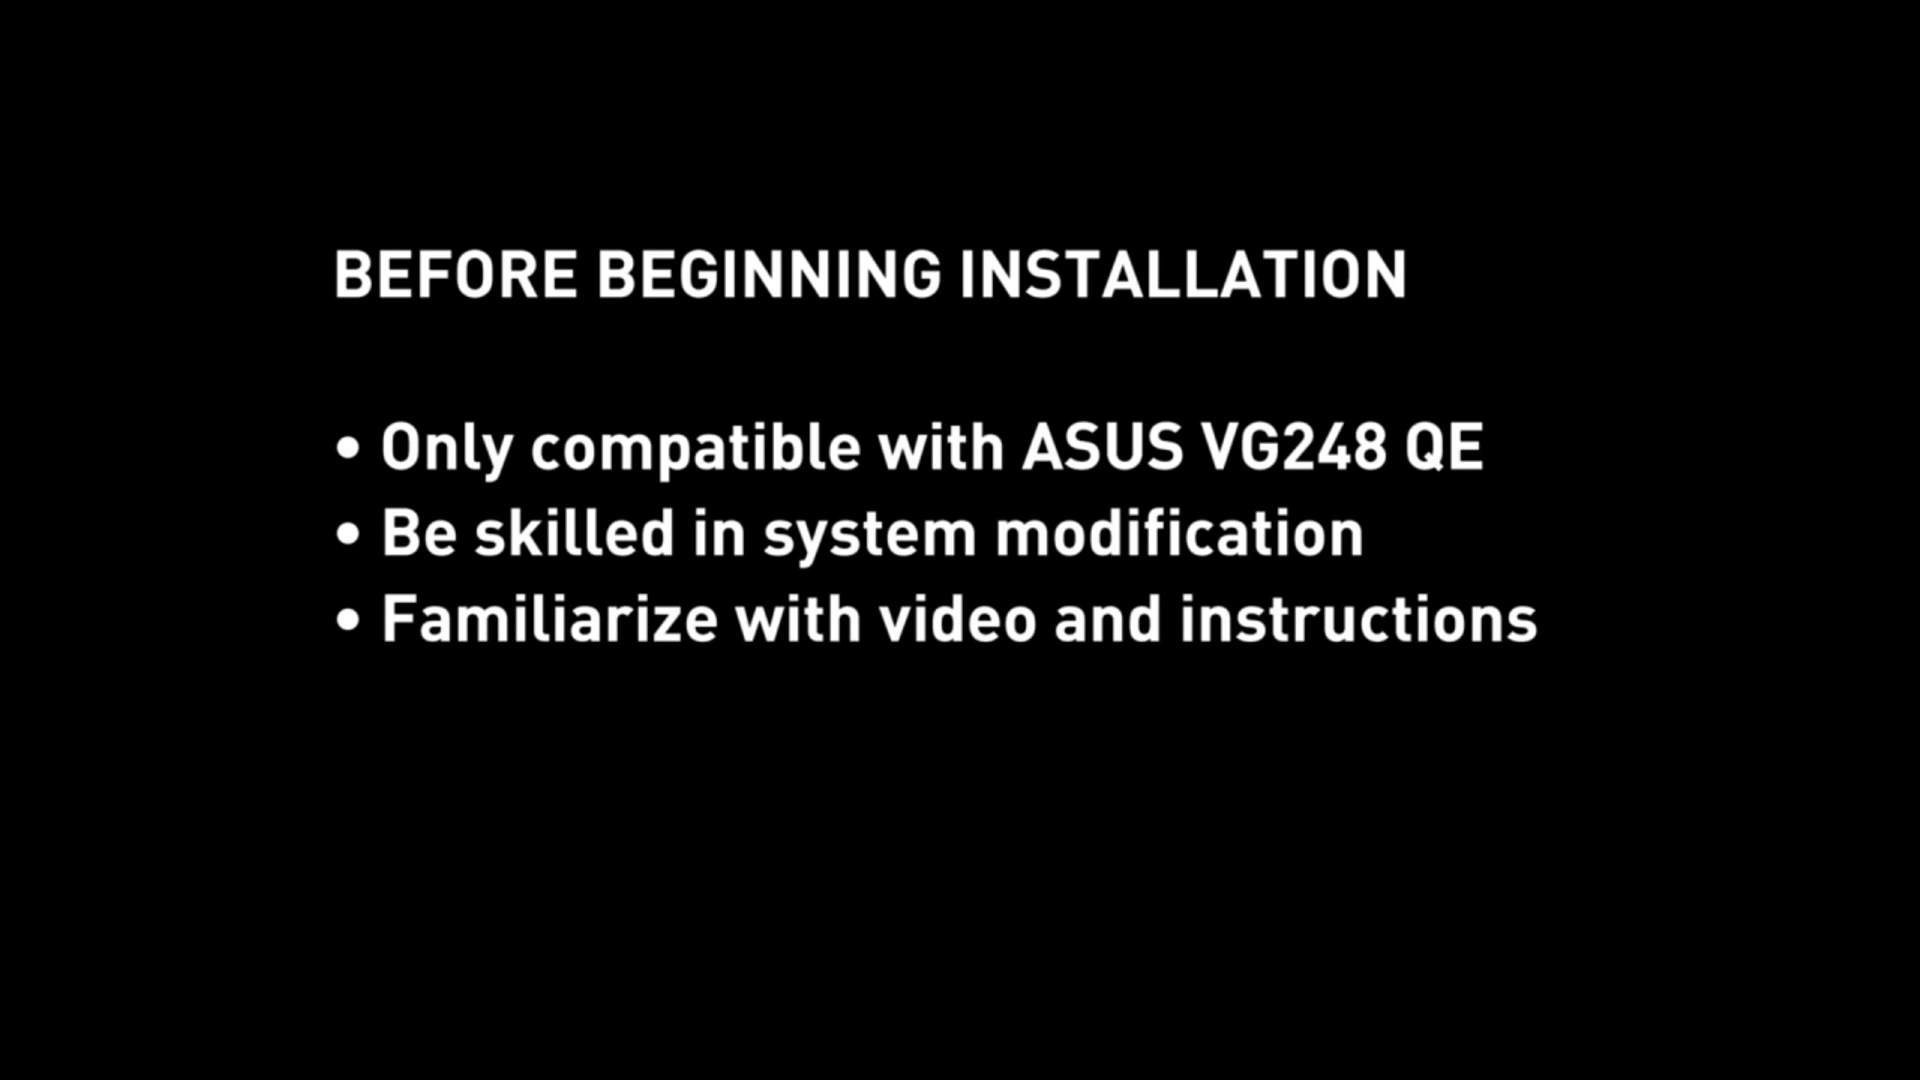 BEFORE BEGINNING INSTALLATION
• Only compatible with ASUS VG248 QE
• Be skilled in system modification
• Familiarize with video and instructions